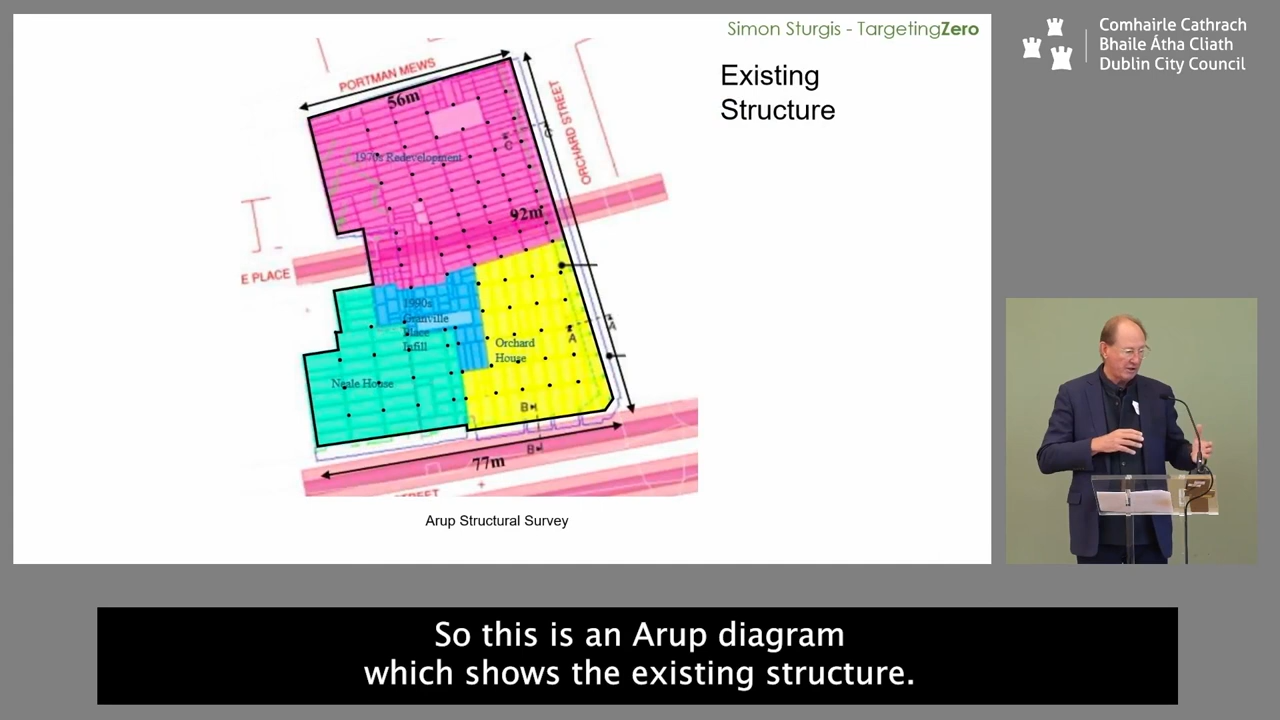 Simon Sturgis - TargetingZero
Existing
Structure
PORTMAN MEWS
56m
ORCHARD STREET
C
C
1970s Redevelopment
92m
E PLACE
1990s
Granville
Place
Infill
A
A
Orchard
House
Neale House
B
B
77m
STREET
Arup Structural Survey
Comhairle Cathrach
Bhaile Átha Cliath
Dublin City Council
So this is an Arup diagram
which shows the existing structure.